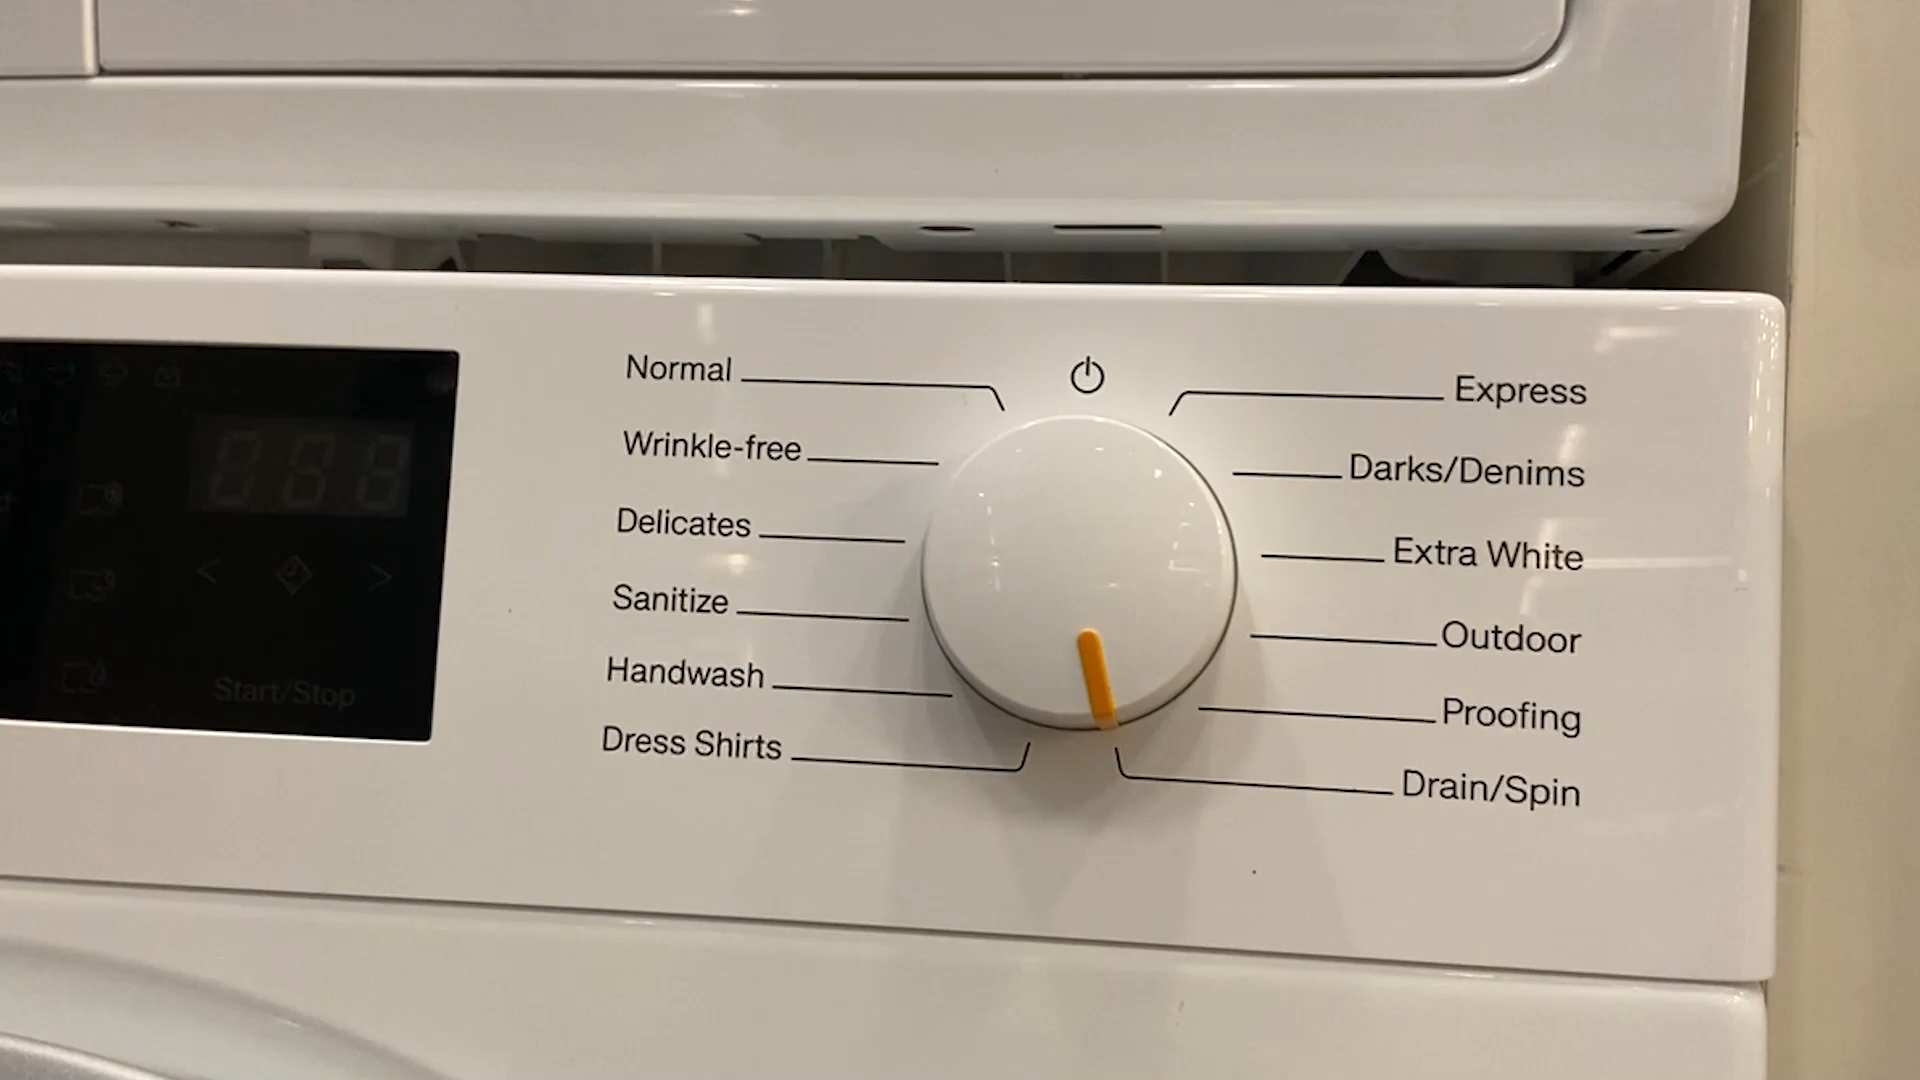 Normal
Wrinkle-free
Delicates
Sanitize
Handwash
Dress Shirts
Express
Darks/Denims
Extra White
Outdoor
Proofing
Drain/Spin
Start/Stop